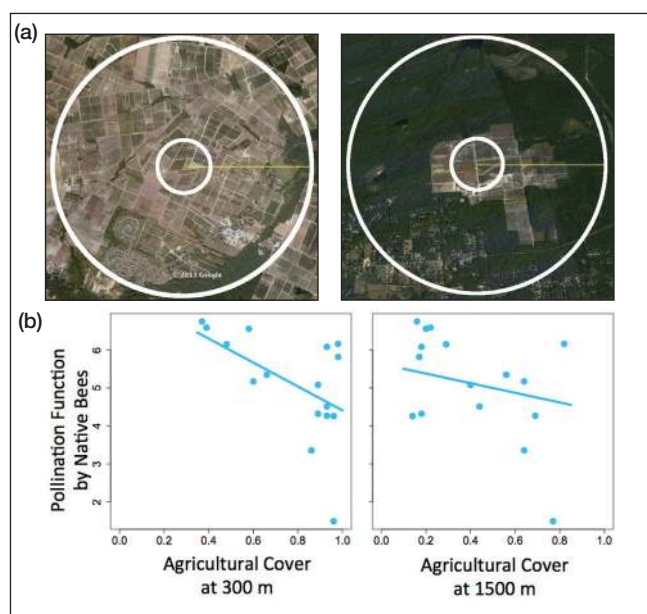 (a)
© 2013 Google
(b)
Pollination Function
by Native Bees
2 3 4 5 6
0.0 0.2 0.4 0.6 0.8 1.0
0.0 0.2 0.4 0.6 0.8 1.0
Agricultural Cover
at 300 m
Agricultural Cover
at 1500 m